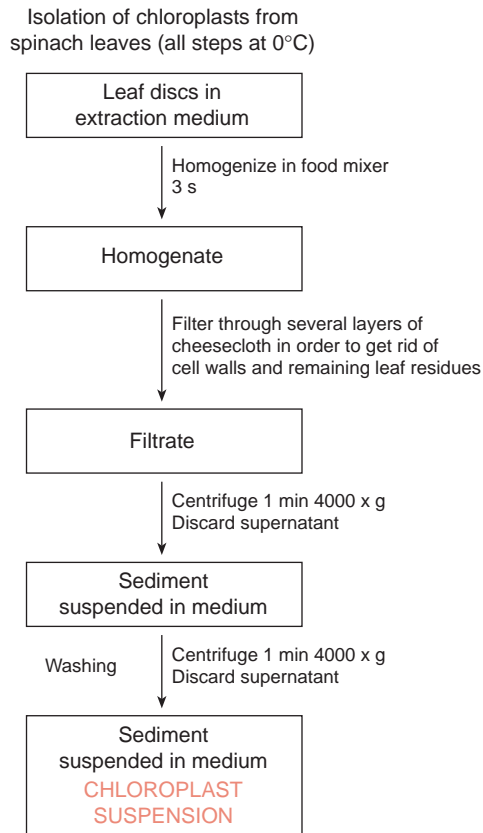 Isolation of chloroplasts from
spinach leaves (all steps at 0°C)
Leaf discs in
extraction medium
Homogenize in food mixer
3 s
Homogenate
Filter through several layers of
cheesecloth in order to get rid of
cell walls and remaining leaf residues
Filtrate
Centrifuge 1 min 4000 x g
Discard supernatant
Sediment
suspended in medium
Washing
Centrifuge 1 min 4000 x g
Discard supernatant
Sediment
suspended in medium
CHLOROPLAST
SUSPENSION